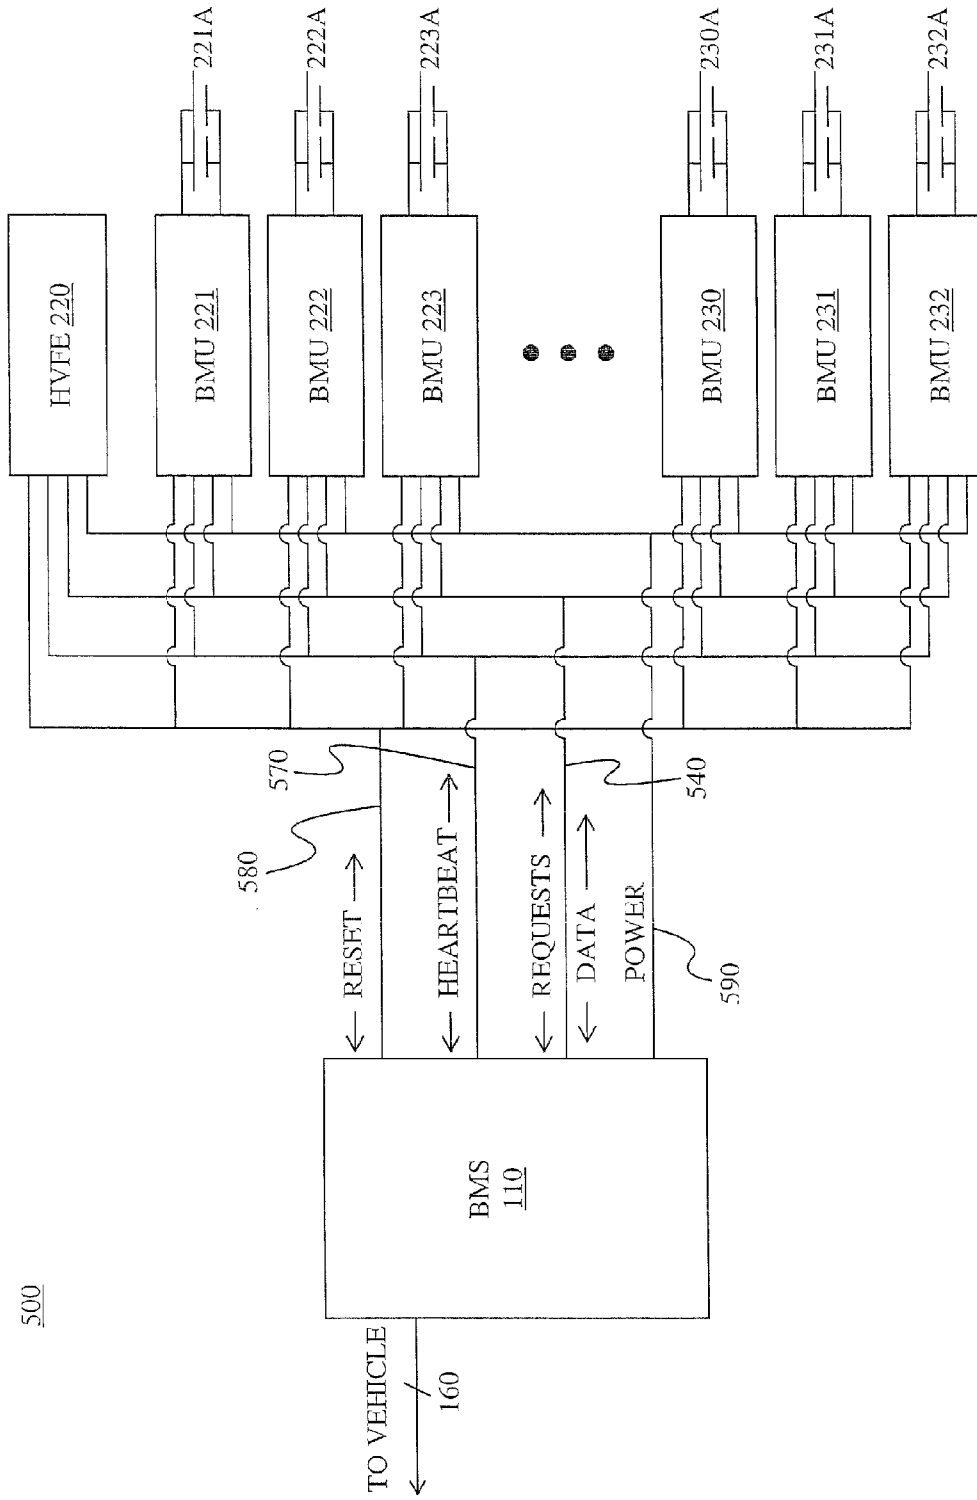 500
TO VEHICLE
160
BMS
110
RESET
580
HEARTBEAT
570
REQUESTS
DATA
540
POWER
590
HVFE 220
BMU 221
221A
BMU 222
222A
BMU 223
223A
BMU 230
230A
BMU 231
231A
BMU 232
232A